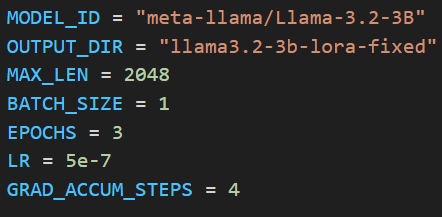 MODEL_ID = "meta-llama/Llama-3.2-3B"
OUTPUT_DIR = "llama3.2-3b-lora-fixed"
MAX_LEN = 2048
BATCH_SIZE = 1
EPOCHS = 3
LR = 5e-7
GRAD_ACCUM_STEPS = 4